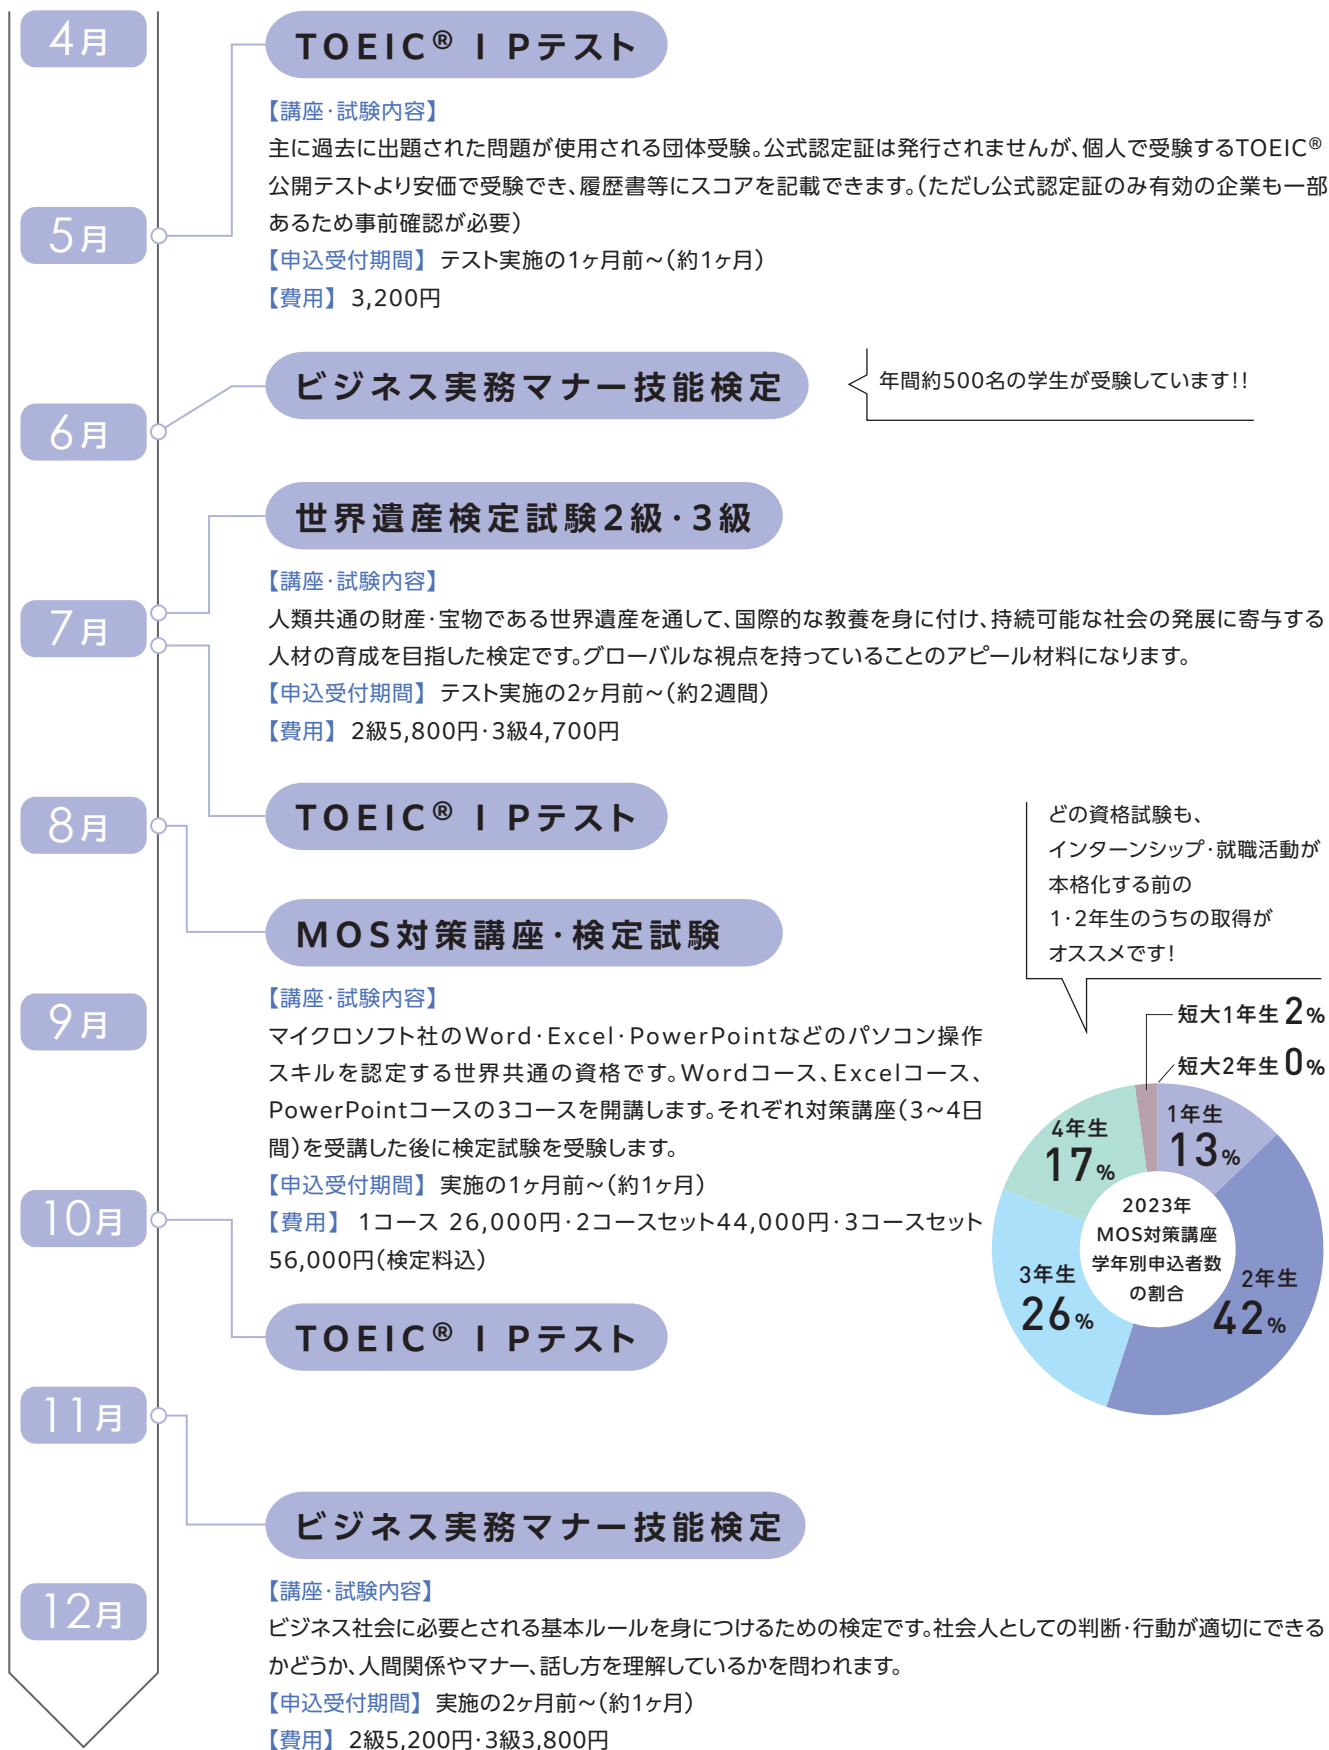 4月
TOEIC® IPテスト
【講座・試験内容】
主に過去に出題された問題が使用される団体受験。公式認定証は発行されませんが、個人で受験するTOEIC®
公開テストより安価で受験でき、履歴書等にスコアを記載できます。(ただし公式認定証のみ有効の企業も一部
あるため事前確認が必要)
【申込受付期間】 テスト実施の1ヶ月前~(約1ヶ月)
【費用】 3,200円
5月
ビジネス実務マナー技能検定
年間約500名の学生が受験しています!!
6月
世界遺産検定試験2級・3級
【講座・試験内容】
人類共通の財産・宝物である世界遺産を通して、国際的な教養を身に付け、持続可能な社会の発展に寄与する
人材の育成を目指した検定です。グローバルな視点を持っていることのアピール材料になります。
【申込受付期間】 テスト実施の2ヶ月前~(約2週間)
【費用】 2級5,800円・3級4,700円
7月
TOEIC® IPテスト
8月
MOS対策講座・検定試験
【講座・試験内容】
マイクロソフト社のWord・Excel・PowerPointなどのパソコン操作
スキルを認定する世界共通の資格です。Wordコース、Excelコース、
PowerPointコースの3コースを開講します。それぞれ対策講座(3~4日
間)を受講した後に検定試験を受験します。
【申込受付期間】 実施の1ヶ月前~(約1ヶ月)
【費用】 1コース 26,000円・2コースセット44,000円・3コースセット
56,000円(検定料込)
どの資格試験も、
インターンシップ・就職活動が
本格化する前の
1・2年生のうちの取得が
オススメです!
短大1年生 2%
短大2年生 0%
1年生
13%
4年生
17%
2023年
MOS対策講座
学年別申込者数
の割合
3年生
26%
2年生
42%
9月
10月
TOEIC® IPテスト
11月
ビジネス実務マナー技能検定
【講座・試験内容】
ビジネス社会に必要とされる基本ルールを身につけるための検定です。社会人としての判断・行動が適切にできる
かどうか、人間関係やマナー、話し方を理解しているかを問われます。
【申込受付期間】 実施の2ヶ月前~(約1ヶ月)
【費用】 2級5,200円・3級3,800円
12月